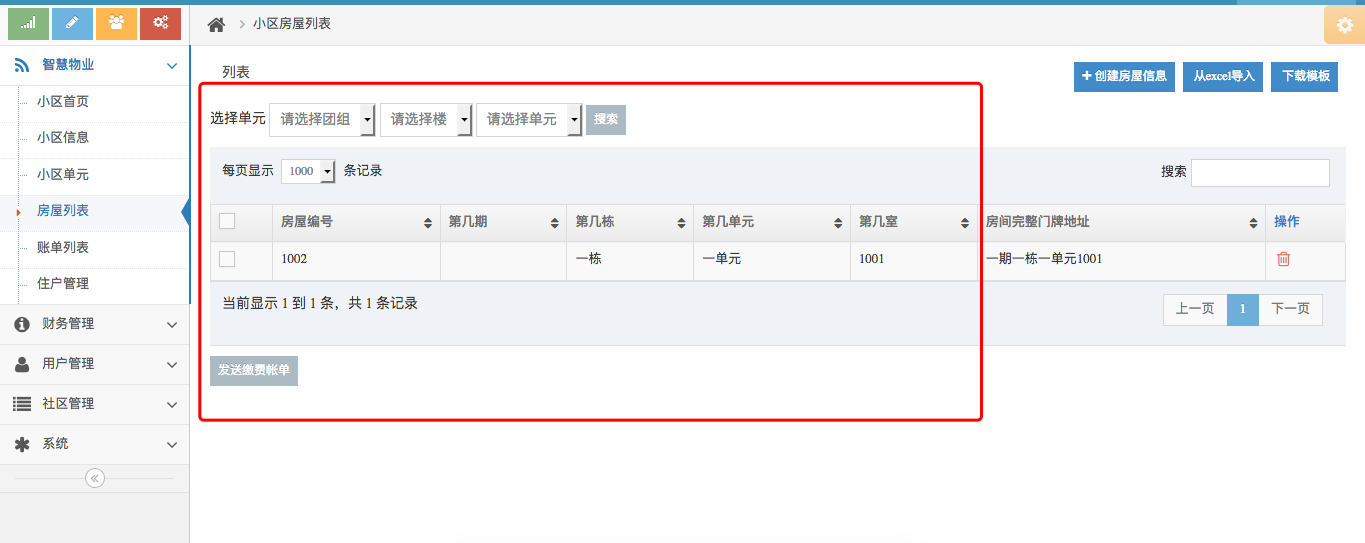 小区房屋列表
智慧物业
小区首页
小区信息
小区单元
房屋列表
账单列表
住户管理
财务管理
用户管理
社区管理
系统
列表
创建房屋信息 从excel导入 下载模板
选择单元 请选择团组 请选择楼 请选择单元 搜索
每页显示 1000 条记录 搜索
房屋编号 第几期 第几栋 第几单元 第几室 房间完整门牌地址 操作
1002 一栋 一单元 1001 一期一栋一单元1001
当前显示 1 到 1 条，共 1 条记录 上一页 1 下一页
发送缴费帐单